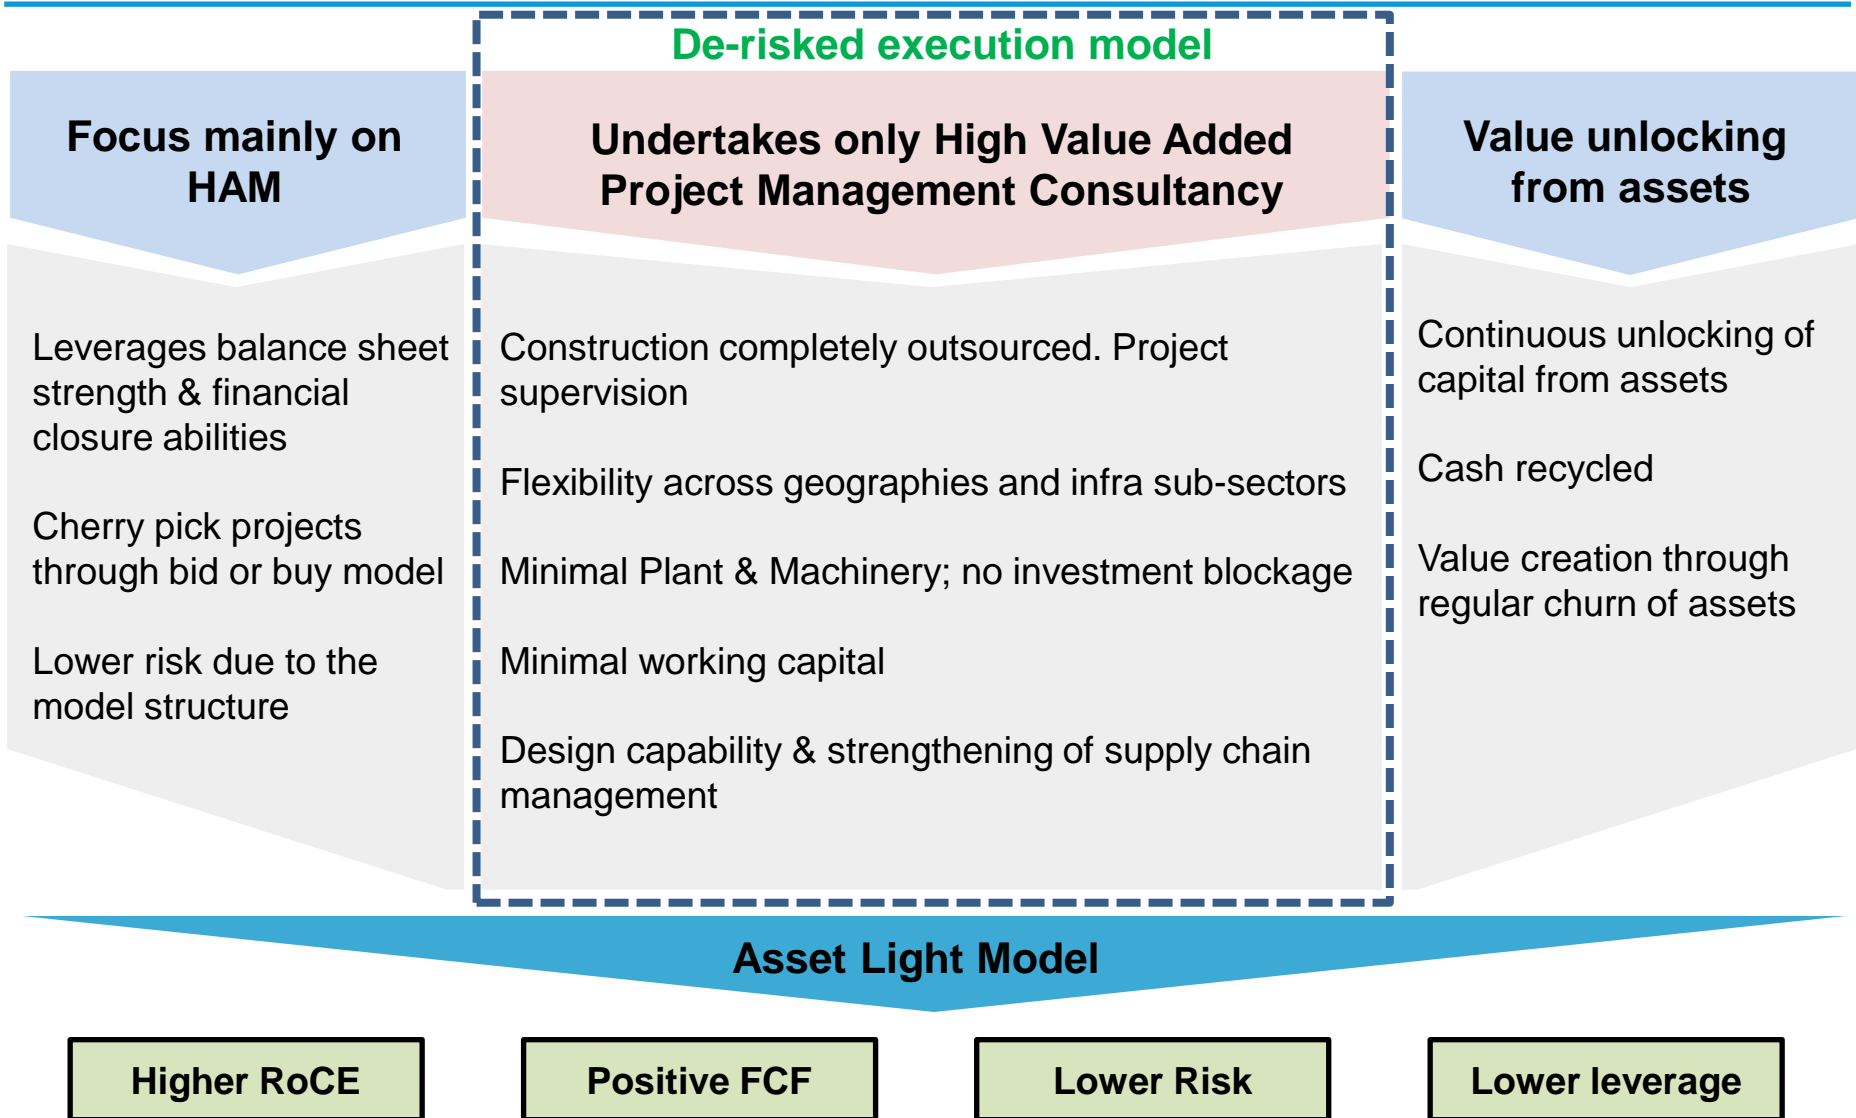 De-risked execution model
Focus mainly on
HAM
Leverages balance sheet
strength & financial
closure abilities
Cherry pick projects
through bid or buy model
Lower risk due to the
model structure
Undertakes only High Value Added
Project Management Consultancy
Construction completely outsourced. Project
supervision
Flexibility across geographies and infra sub-sectors
Minimal Plant & Machinery; no investment blockage
Minimal working capital
Design capability & strengthening of supply chain
management
Value unlocking
from assets
Continuous unlocking of
capital from assets
Cash recycled
Value creation through
regular churn of assets
Asset Light Model
Higher RoCE
Positive FCF
Lower Risk
Lower leverage